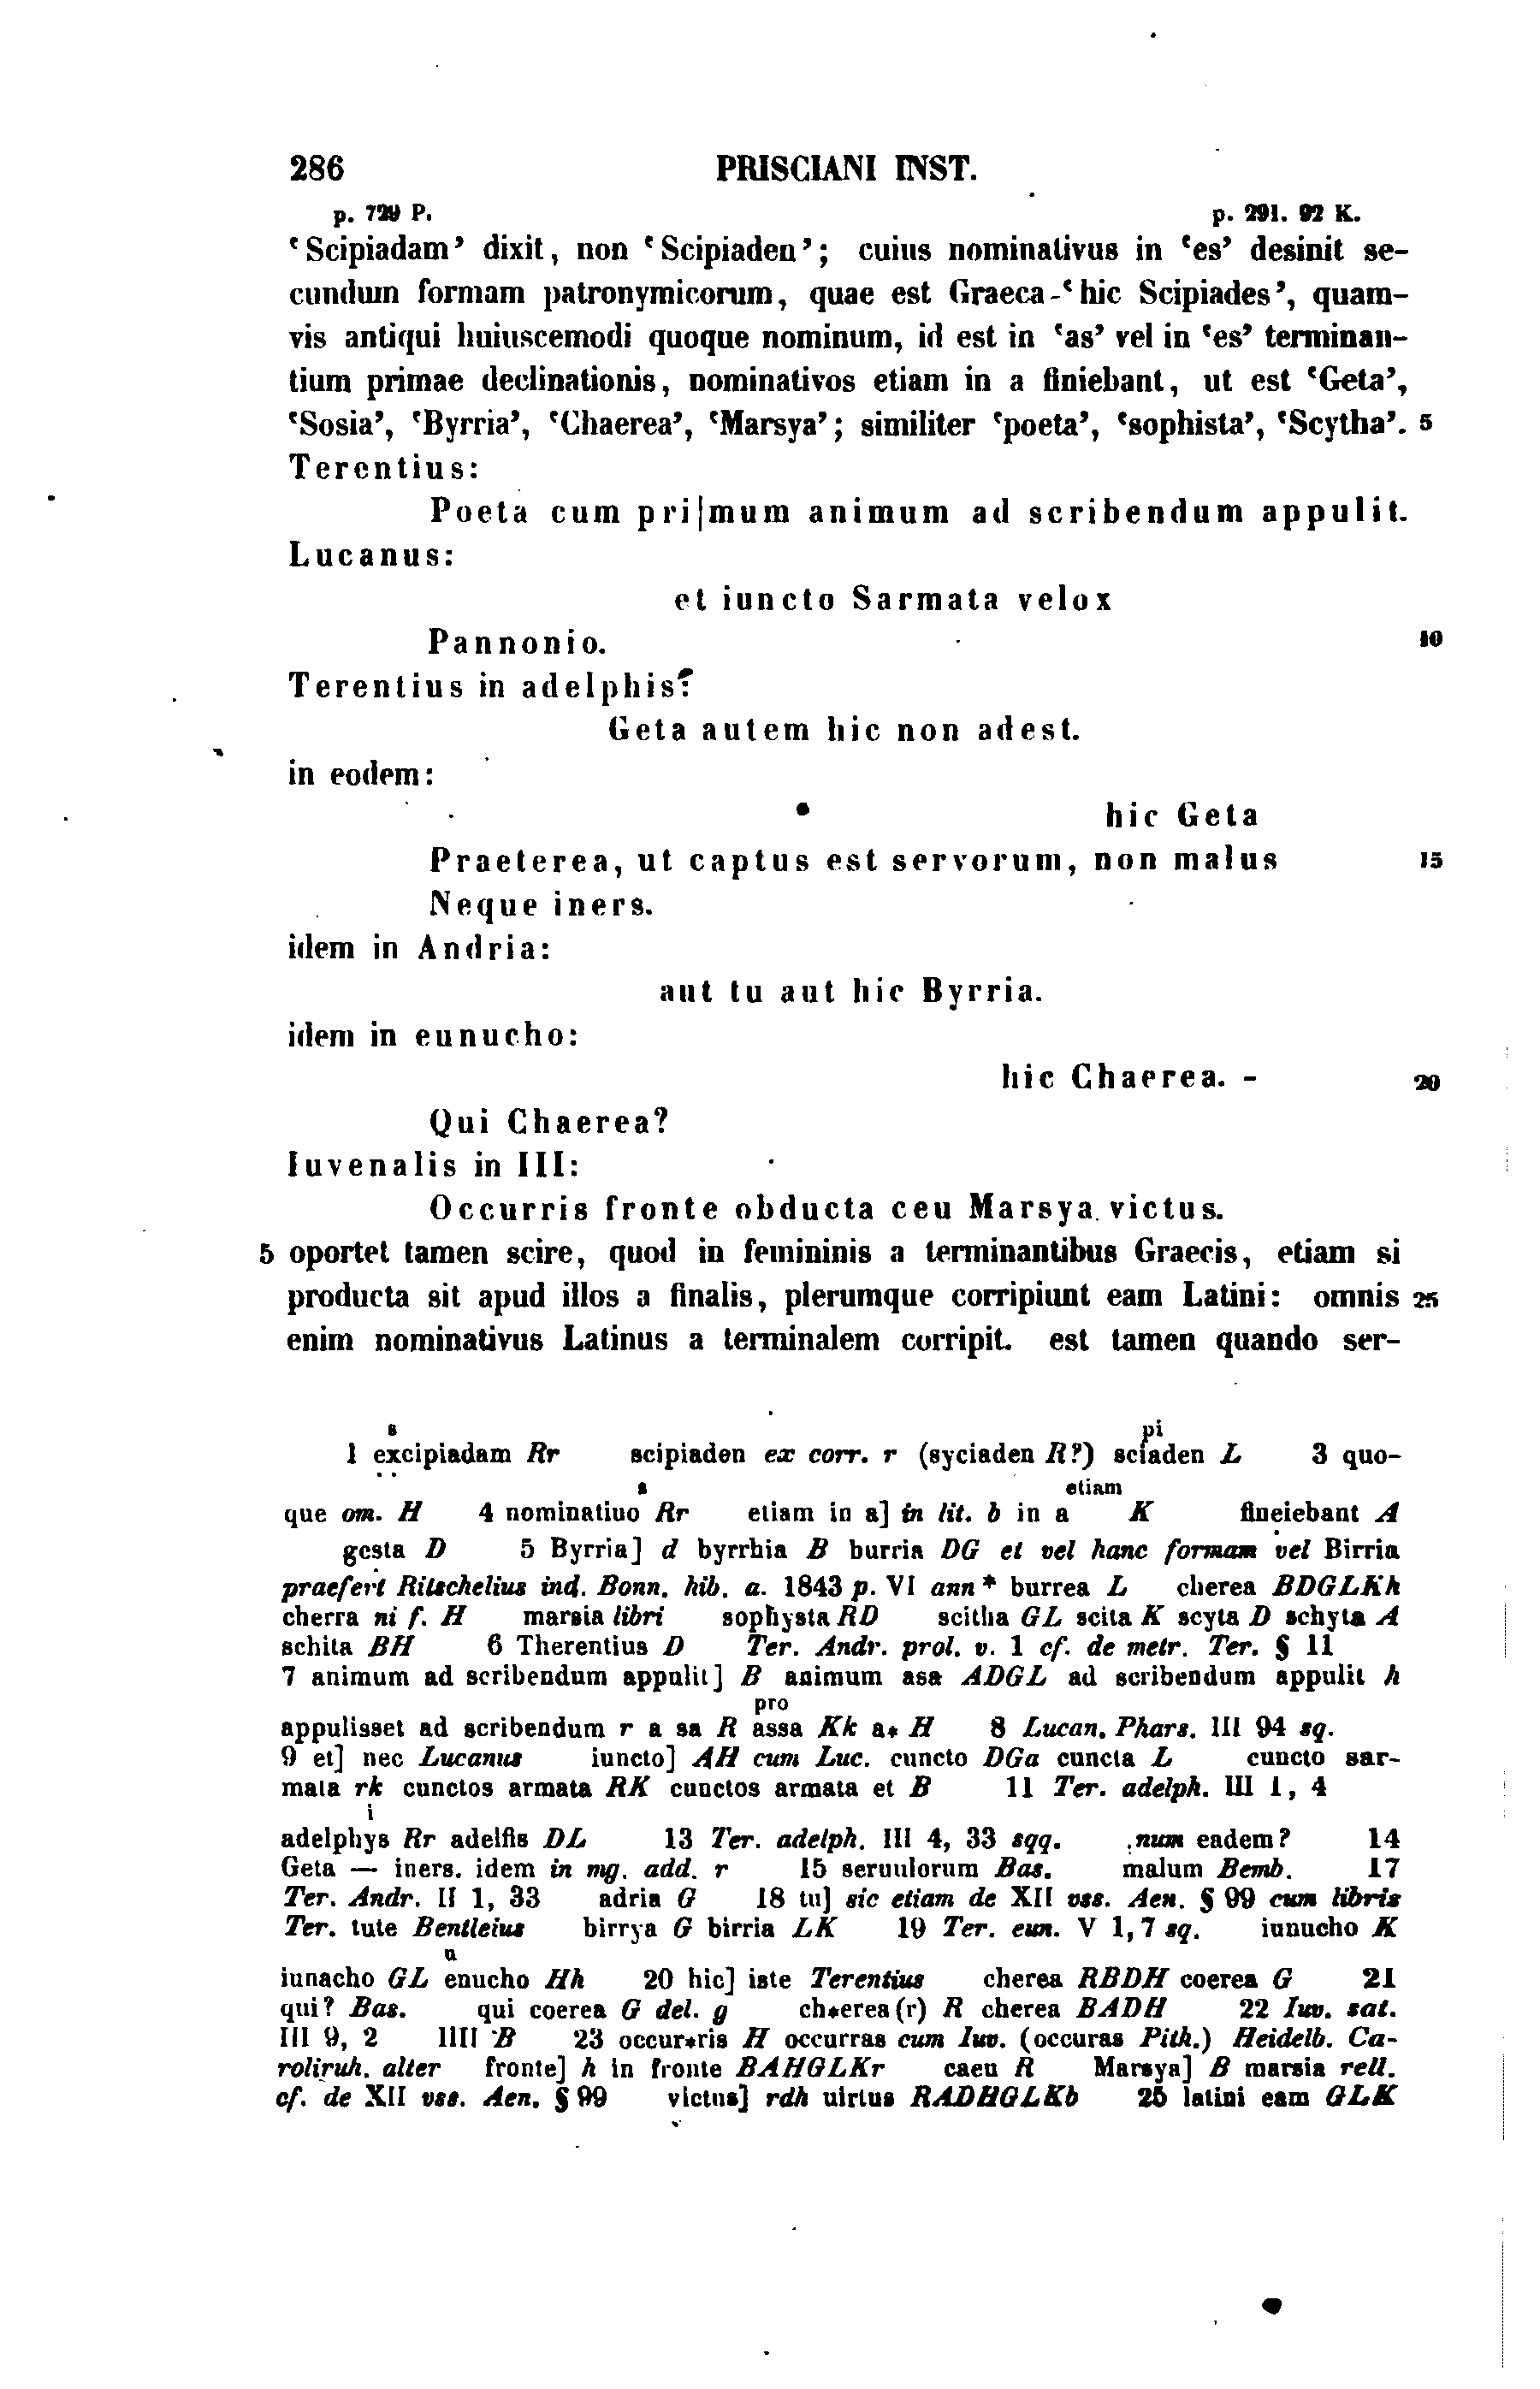 286 PRISCIANI INST.
p. 729 P. p. 291. 92 K.
‘Scipiadam’ dixit, non ‘Scipiaden’; cuius nominativus in ‘es’ desinit se-
cundum formam patronymicorum, quae est Graeca ‘hic Scipiades’, quam-
vis antiqui huiuscemodi quoque nominum, id est in ‘as’ vel in ‘es’ terminan-
tium primae declinationis, nominativos etiam in a finiebant, ut est ‘Geta’,
‘Sosia’, ‘Byrria’, ‘Chaerea’, ‘Marsya’; similiter ‘poeta’, ‘sophista’, ‘Scytha’. 5
Terentius:
Poeta cum pri|mum animum ad scribendum appulit.
Lucanus:
et iuncto Sarmata velox
Pannonio. 10
Terentius in adelphis:
Geta autem hic non adest.
in eodem:
hic Geta
Praeterea, ut captus est servorum, non malus 15
Neque iners.
idem in Andria:
aut tu aut hic Byrria.
idem in eunucho:
hic Chaerea. - 20
Qui Chaerea?
Iuvenalis in III:
Occurris fronte obducta ceu Marsya victus.
5 oportet tamen scire, quod in femininis a terminantibus Graecis, etiam si
producta sit apud illos a finalis, plerumque corripiunt eam Latini: omnis 25
enim nominativus Latinus a terminalem corripit. est tamen quando ser-
s pi
1 excipiadam Rr scipiaden ex corr. r (syciaden R?) sciaden L 3 quo-
s etiam
que om. H 4 nominatiuo Rr etiam in a] in lit. b in a K fineiebant A
gesta D 5 Byrria] d byrrhia B burria DG et vel hanc formam vel Birria
praefert Ritschelius ind. Bonn. hib. a. 1843 p. VI ann* burrea L cherea BDGLKh
cherra ni f. H marsia libri sophysta RD scitha GL scita K scyta D schyta A
schita BH 6 Therentius D Ter. Andr. prol. v. 1 cf. de metr. Ter. § 11
7 animum ad scribendum appulit] B animum asa ADGL ad scribendum appulit h
pro
appulisset ad scribendum r a sa R assa Kk a* H 8 Lucan. Phars. III 94 sq.
9 et] nec Lucanus iuncto] AH cum Luc. cuncto DGa cuncta L cuncto sar-
mata rk cunctos armata RK cunctos armata et B 11 Ter. adelph. III 1, 4
i
adelphys Rr adelfis DL 13 Ter. adelph. III 4, 33 sqq. num eadem? 14
Geta — iners. idem in mg. add. r 15 seruulorum Bas. malum Bemb. 17
Ter. Andr. II 1, 33 adria G 18 tu] sic etiam de XII vss. Aen. § 99 cum libris
Ter. tute Bentleius birrya G birria LK 19 Ter. eun. V 1, 7 sq. iunucho K
u
iunacho GL enucho Hh 20 hic] iste Terentius cherea RBDH coerea G 21
qui? Bas. qui coerea G del. g ch*erea(r) R cherea BADH 22 Iuv. sat.
III 9, 2 IIII B 23 occur*ris H occurras cum Iuv. (occuras Pith.) Heidelb. Ca-
roliruh. alter fronte] h in fronte BAHGLKr caeu R Marsya] B marsia rell.
cf. de XII vss. Aen. § 99 victus] rdh uirtus RADHGLKb 25 latini eam GLK